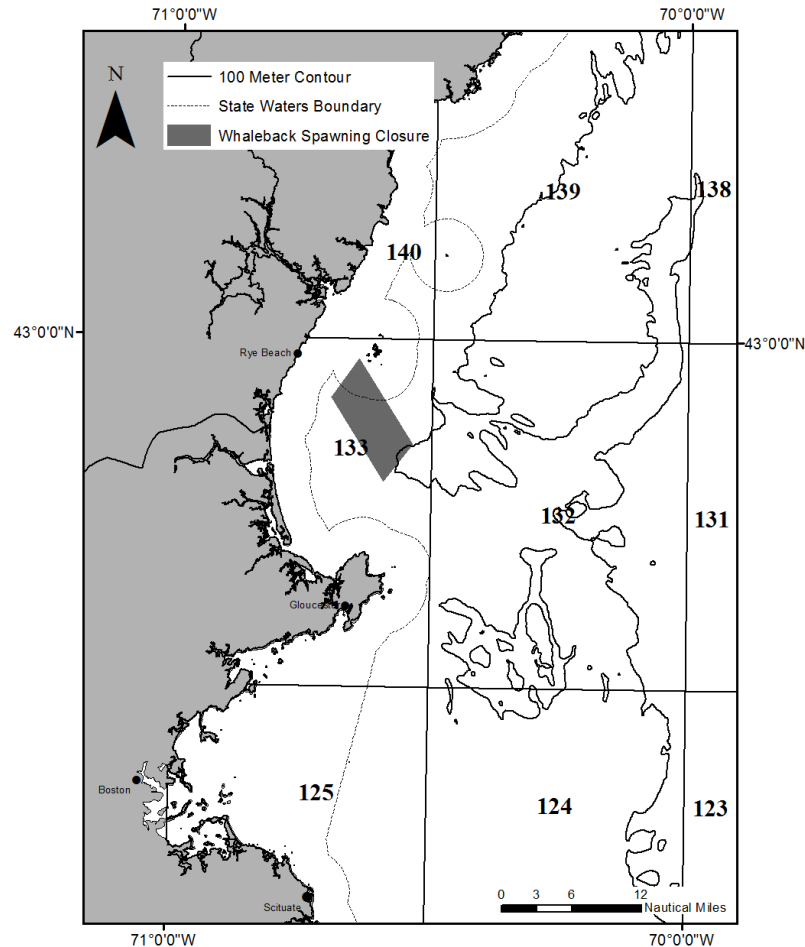 71°0'0"W 70°0'0"W
N
100 Meter Contour
State Waters Boundary
Whaleback Spawning Closure
139 138
140
43°0'0"N 43°0'0"N
Rye Beach
133
132 131
Gloucester
Boston
125 124 123
Scituate
0 3 6 12
Nautical Miles
71°0'0"W 70°0'0"W